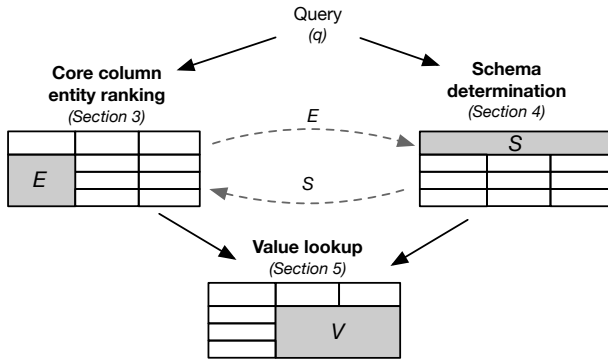 Query
(q)
Core column
entity ranking
(Section 3)
Schema
determination
(Section 4)
E
S
E
S
Value lookup
(Section 5)
V